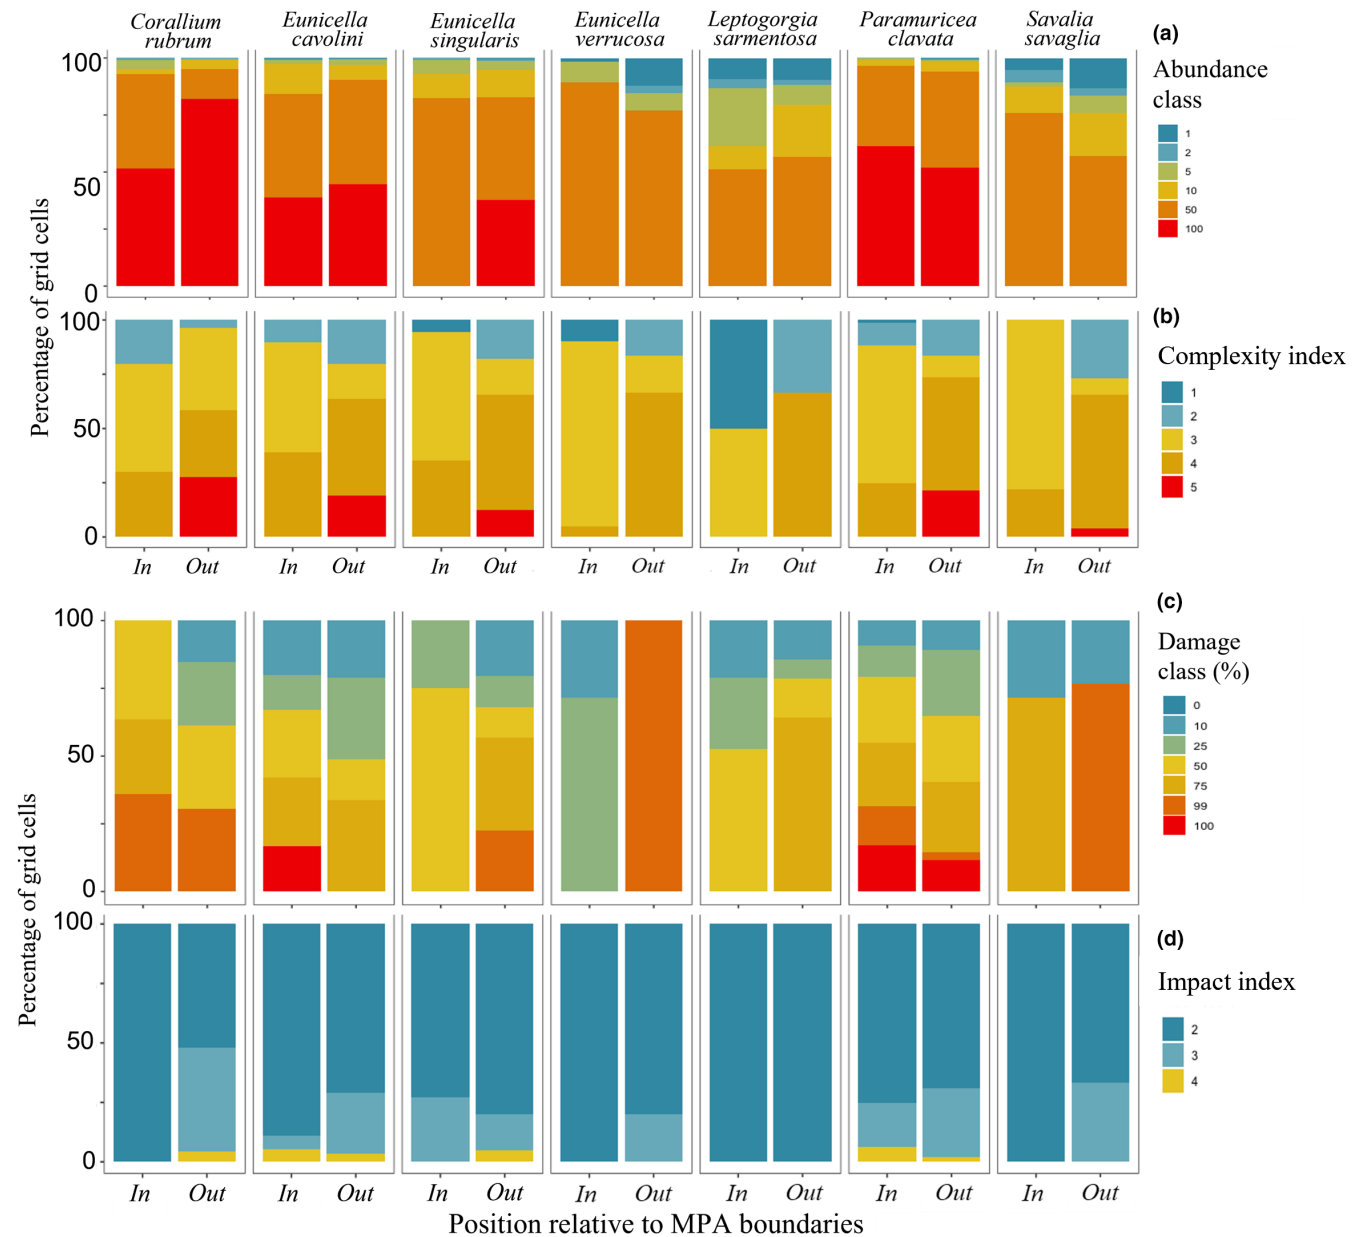 Corallium rubrum
Eunicella cavolini
Eunicella singularis
Eunicella verrucosa
Leptogorgia sarmentosa
Paramuricea clavata
Savalia savaglia
(a)
Abundance
class
1
2
5
10
50
100
100
50
0
Percentage of grid cells
(b)
Complexity index
1
2
3
4
5
100
50
0
In Out In Out In Out In Out In Out In Out In Out
(c)
Damage
class (%)
0
10
25
50
75
99
100
100
50
0
Percentage of grid cells
(d)
Impact index
2
3
4
100
50
0
In Out In Out In Out In Out In Out In Out In Out
Position relative to MPA boundaries